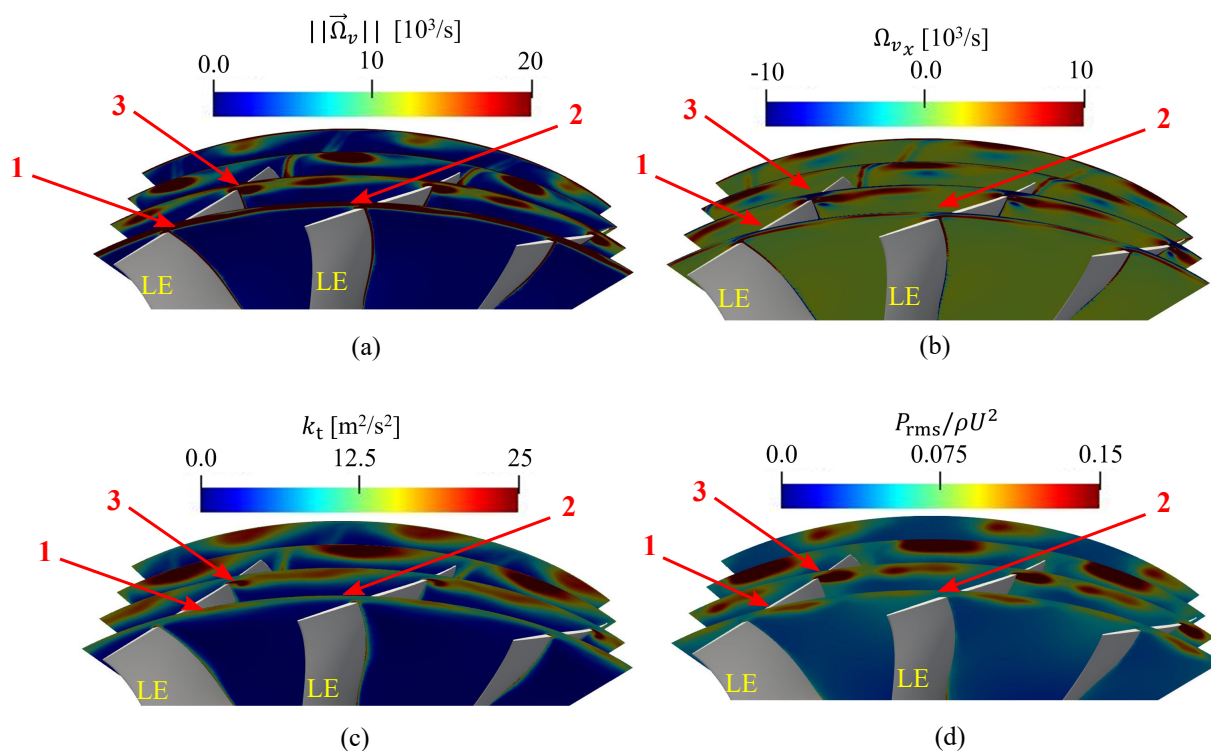 ||Ω⃗ᵥ|| [10³/s]
0.0 10 20
3
2
1
LE
LE
(a)
Ωᵥₓ [10³/s]
-10 0.0 10
3
2
1
LE
LE
(b)
kₜ [m²/s²]
0.0 12.5 25
3
2
1
LE
LE
(c)
Pᵣₘₛ/ρU²
0.0 0.075 0.15
3
2
1
LE
LE
(d)